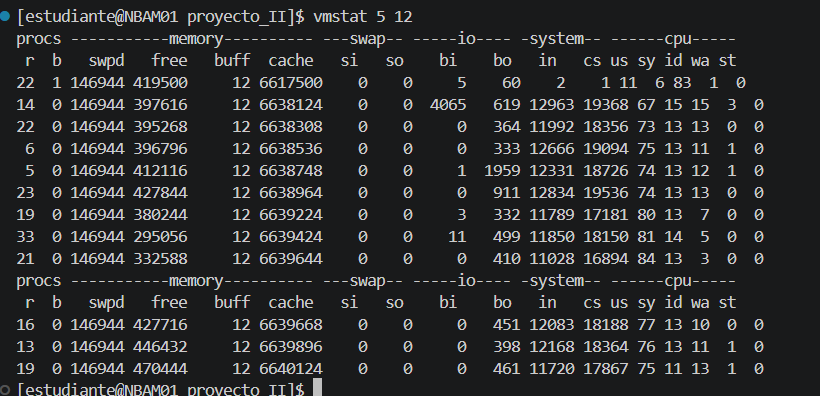 [estudiante@NBAM01 proyecto_II]$ vmstat 5 12
procs -----------memory---------- ---swap-- -----io---- -system-- ------cpu-----
 r  b   swpd   free   buff  cache   si   so    bi    bo   in   cs us sy id wa st
22  1 146944 419500     12 6617500    0    0     5    60    2    1 11  6 83  1  0
14  0 146944 397616     12 6638124    0    0  4065   619 12963 19368 67 15 15  3  0
22  0 146944 395268     12 6638308    0    0     0   364 11992 18356 73 13 13  0  0
 6  0 146944 396796     12 6638536    0    0     0   333 12666 19094 75 13 11  1  0
 5  0 146944 412116     12 6638748    0    0     1  1959 12331 18726 74 13 12  1  0
23  0 146944 427844     12 6638964    0    0     0   911 12834 19536 74 13 13  0  0
19  0 146944 380244     12 6639224    0    0     3   332 11789 17181 80 13  7  0  0
33  0 146944 295056     12 6639424    0    0    11   499 11850 18150 81 14  5  0  0
21  0 146944 332588     12 6639644    0    0     0   410 11028 16894 84 13  3  0  0
procs -----------memory---------- ---swap-- -----io---- -system-- ------cpu-----
 r  b   swpd   free   buff  cache   si   so    bi    bo   in   cs us sy id wa st
16  0 146944 427716     12 6639668    0    0     0   451 12083 18188 77 13 10  0  0
13  0 146944 446432     12 6639896    0    0     0   398 12168 18364 76 13 11  1  0
19  0 146944 470444     12 6640124    0    0     0   461 11720 17867 75 11 13  1  0
[estudiante@NBAM01 proyecto_II]$